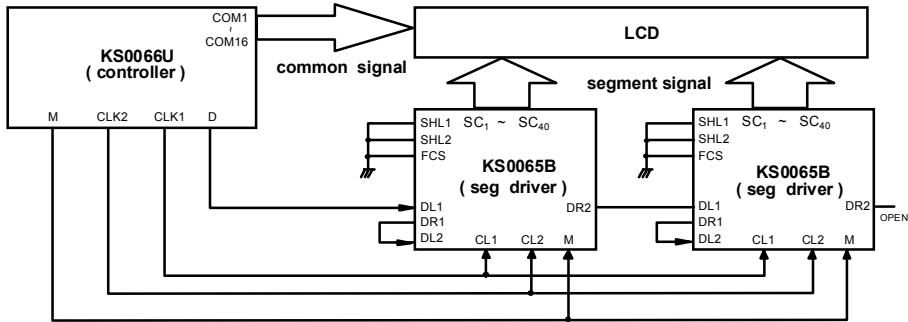 COM1
~
COM16
KS0066U
( controller )
M CLK2 CLK1 D
LCD
common signal
segment signal
SHL1 SC1 ~ SC40
SHL2
FCS
KS0065B
( seg driver )
DL1 DR2
DR1
DL2 CL1 CL2 M
SHL1 SC1 ~ SC40
SHL2
FCS
KS0065B
( seg driver )
DL1 DR2
DR1 OPEN
DL2 CL1 CL2 M